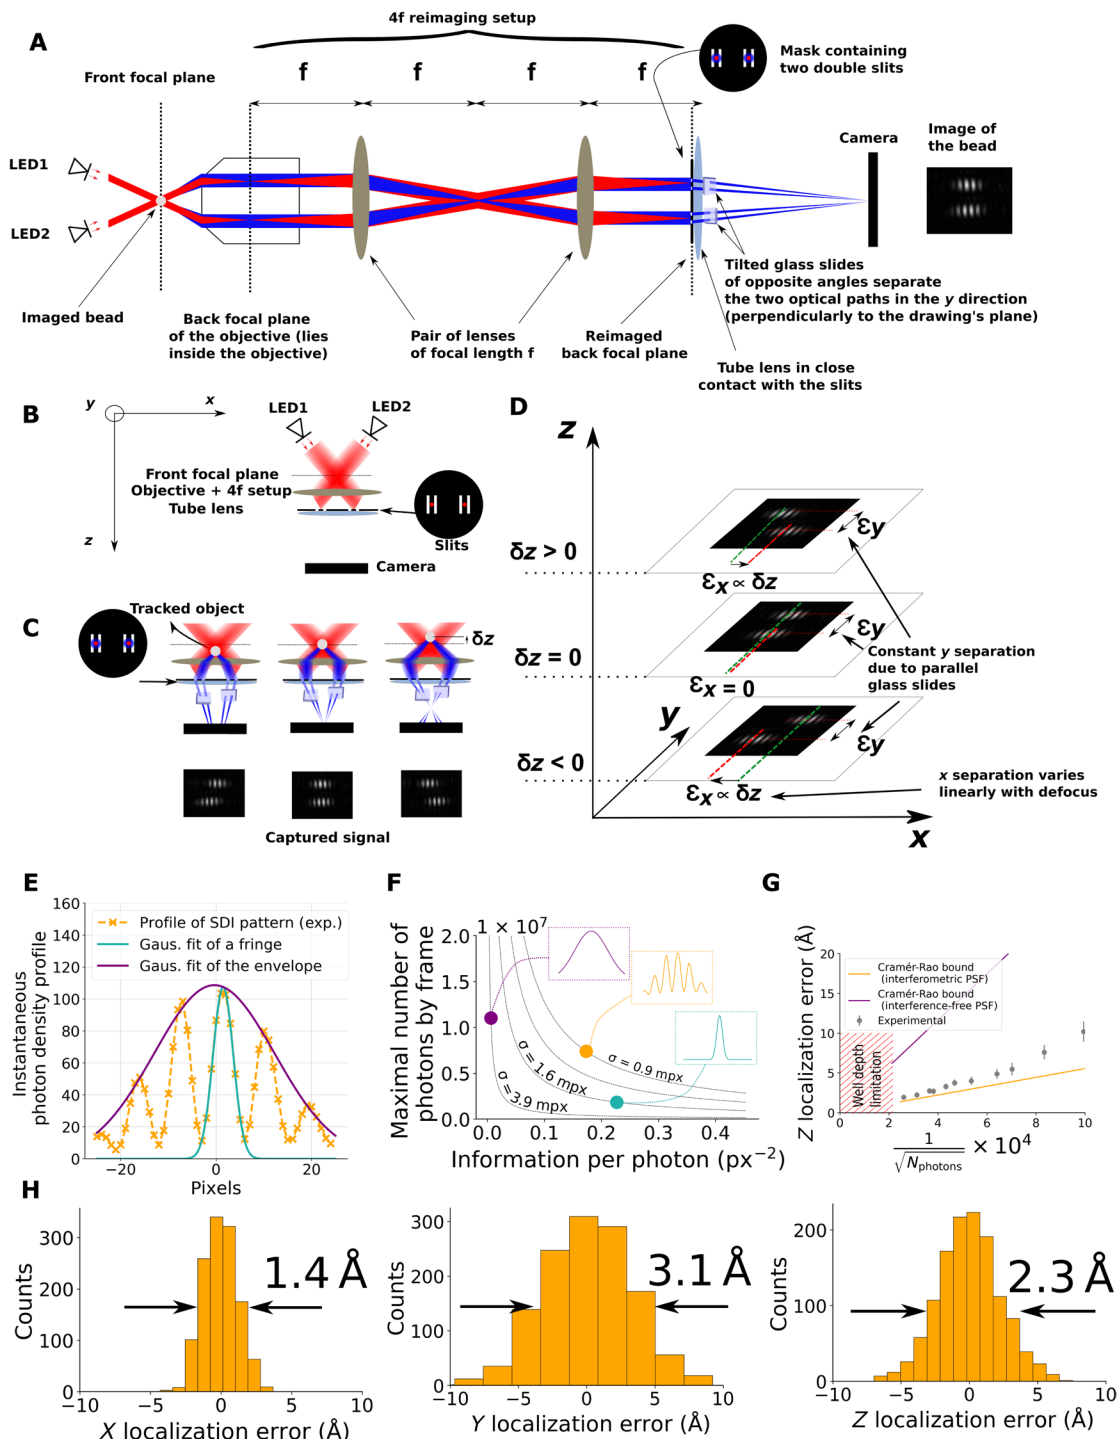 A
4f reimaging setup
f
f
f
f
Mask containing
two double slits
Front focal plane
LED1
LED2
Camera
Image of
the bead
Imaged bead
Back focal plane
of the objective (lies
inside the objective)
Pair of lenses
of focal length f
Reimaged
back focal plane
Tilted glass slides
of opposite angles separate
the two optical paths in the y direction
(perpendicularly to the drawing's plane)
Tube lens in close
contact with the slits
B
y
x
z
LED1
LED2
Front focal plane
Objective + 4f setup
Tube lens
Slits
Camera
C
Tracked object
δz
Captured signal
D
z
y
x
δz > 0
εy
εx ∝ δz
δz = 0
εy
εx = 0
Constant y separation
due to parallel
glass slides
δz < 0
εy
εx ∝ δz
x separation varies
linearly with defocus
E
Instantaneous
photon density profile
160
140
120
100
80
60
40
20
0
−20
0
20
Pixels
Profile of SDI pattern (exp.)
Gaus. fit of a fringe
Gaus. fit of the envelope
F
Maximal number of
photons by frame
1 × 10⁷
2.0
1.5
1.0
0.5
0.0
0.0
0.1
0.2
0.3
0.4
Information per photon (px⁻²)
σ = 0.9 mpx
σ = 1.6 mpx
σ = 3.9 mpx
G
Z localization error (Å)
20
15
10
5
0
0
2
4
6
8
10
1/√N_photons × 10⁴
Cramér-Rao bound
(interferometric PSF)
Cramér-Rao bound
(interference-free PSF)
Experimental
Well depth
limitation
H
Counts
300
200
100
0
−10
−5
0
5
10
X localization error (Å)
1.4 Å
Counts
300
200
100
0
−10
−5
0
5
10
Y localization error (Å)
3.1 Å
Counts
200
100
0
−10
−5
0
5
10
Z localization error (Å)
2.3 Å